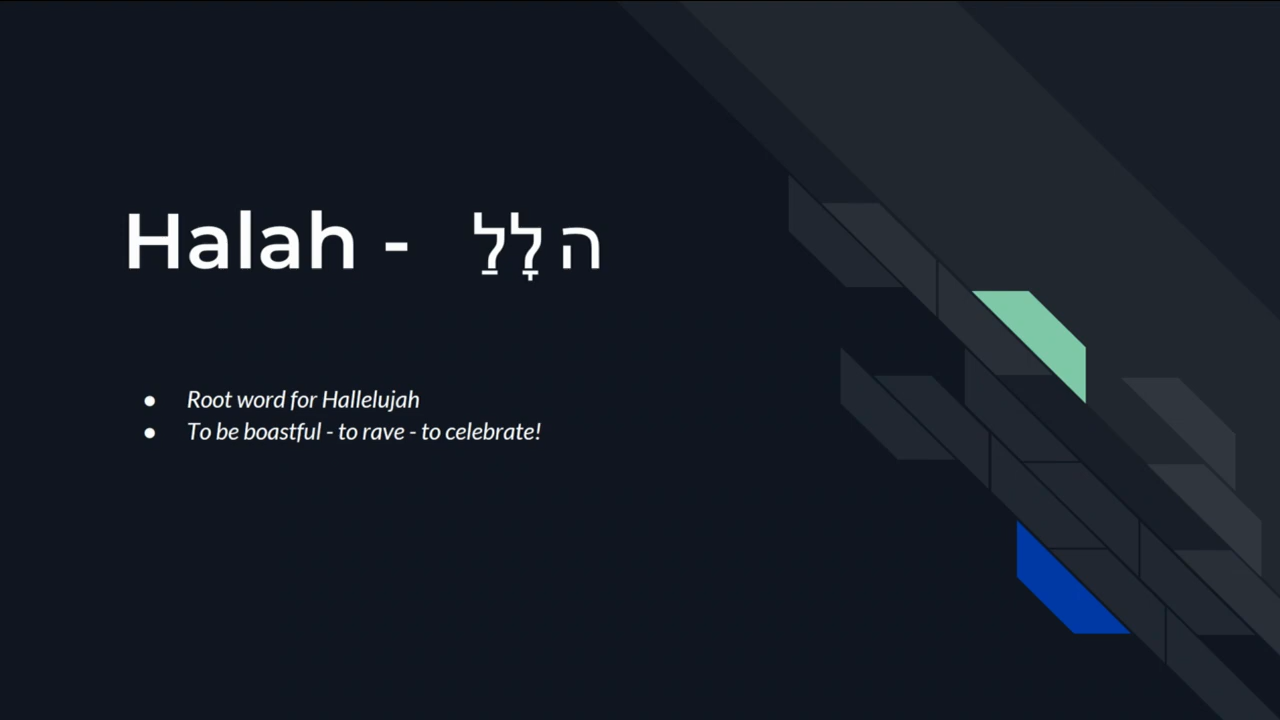 Halah - ה לָלַ
Root word for Hallelujah
To be boastful - to rave - to celebrate!